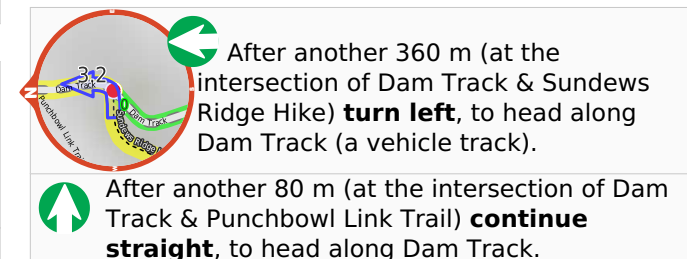 After another 360 m (at the
intersection of Dam Track & Sundews
Ridge Hike) turn left, to head along
Dam Track (a vehicle track).
3.2
Dam Track
0
Dam Track
Sundews Ridge
Punchbowl Link Tra
N
After another 80 m (at the intersection of Dam
Track & Punchbowl Link Trail) continue
straight, to head along Dam Track.